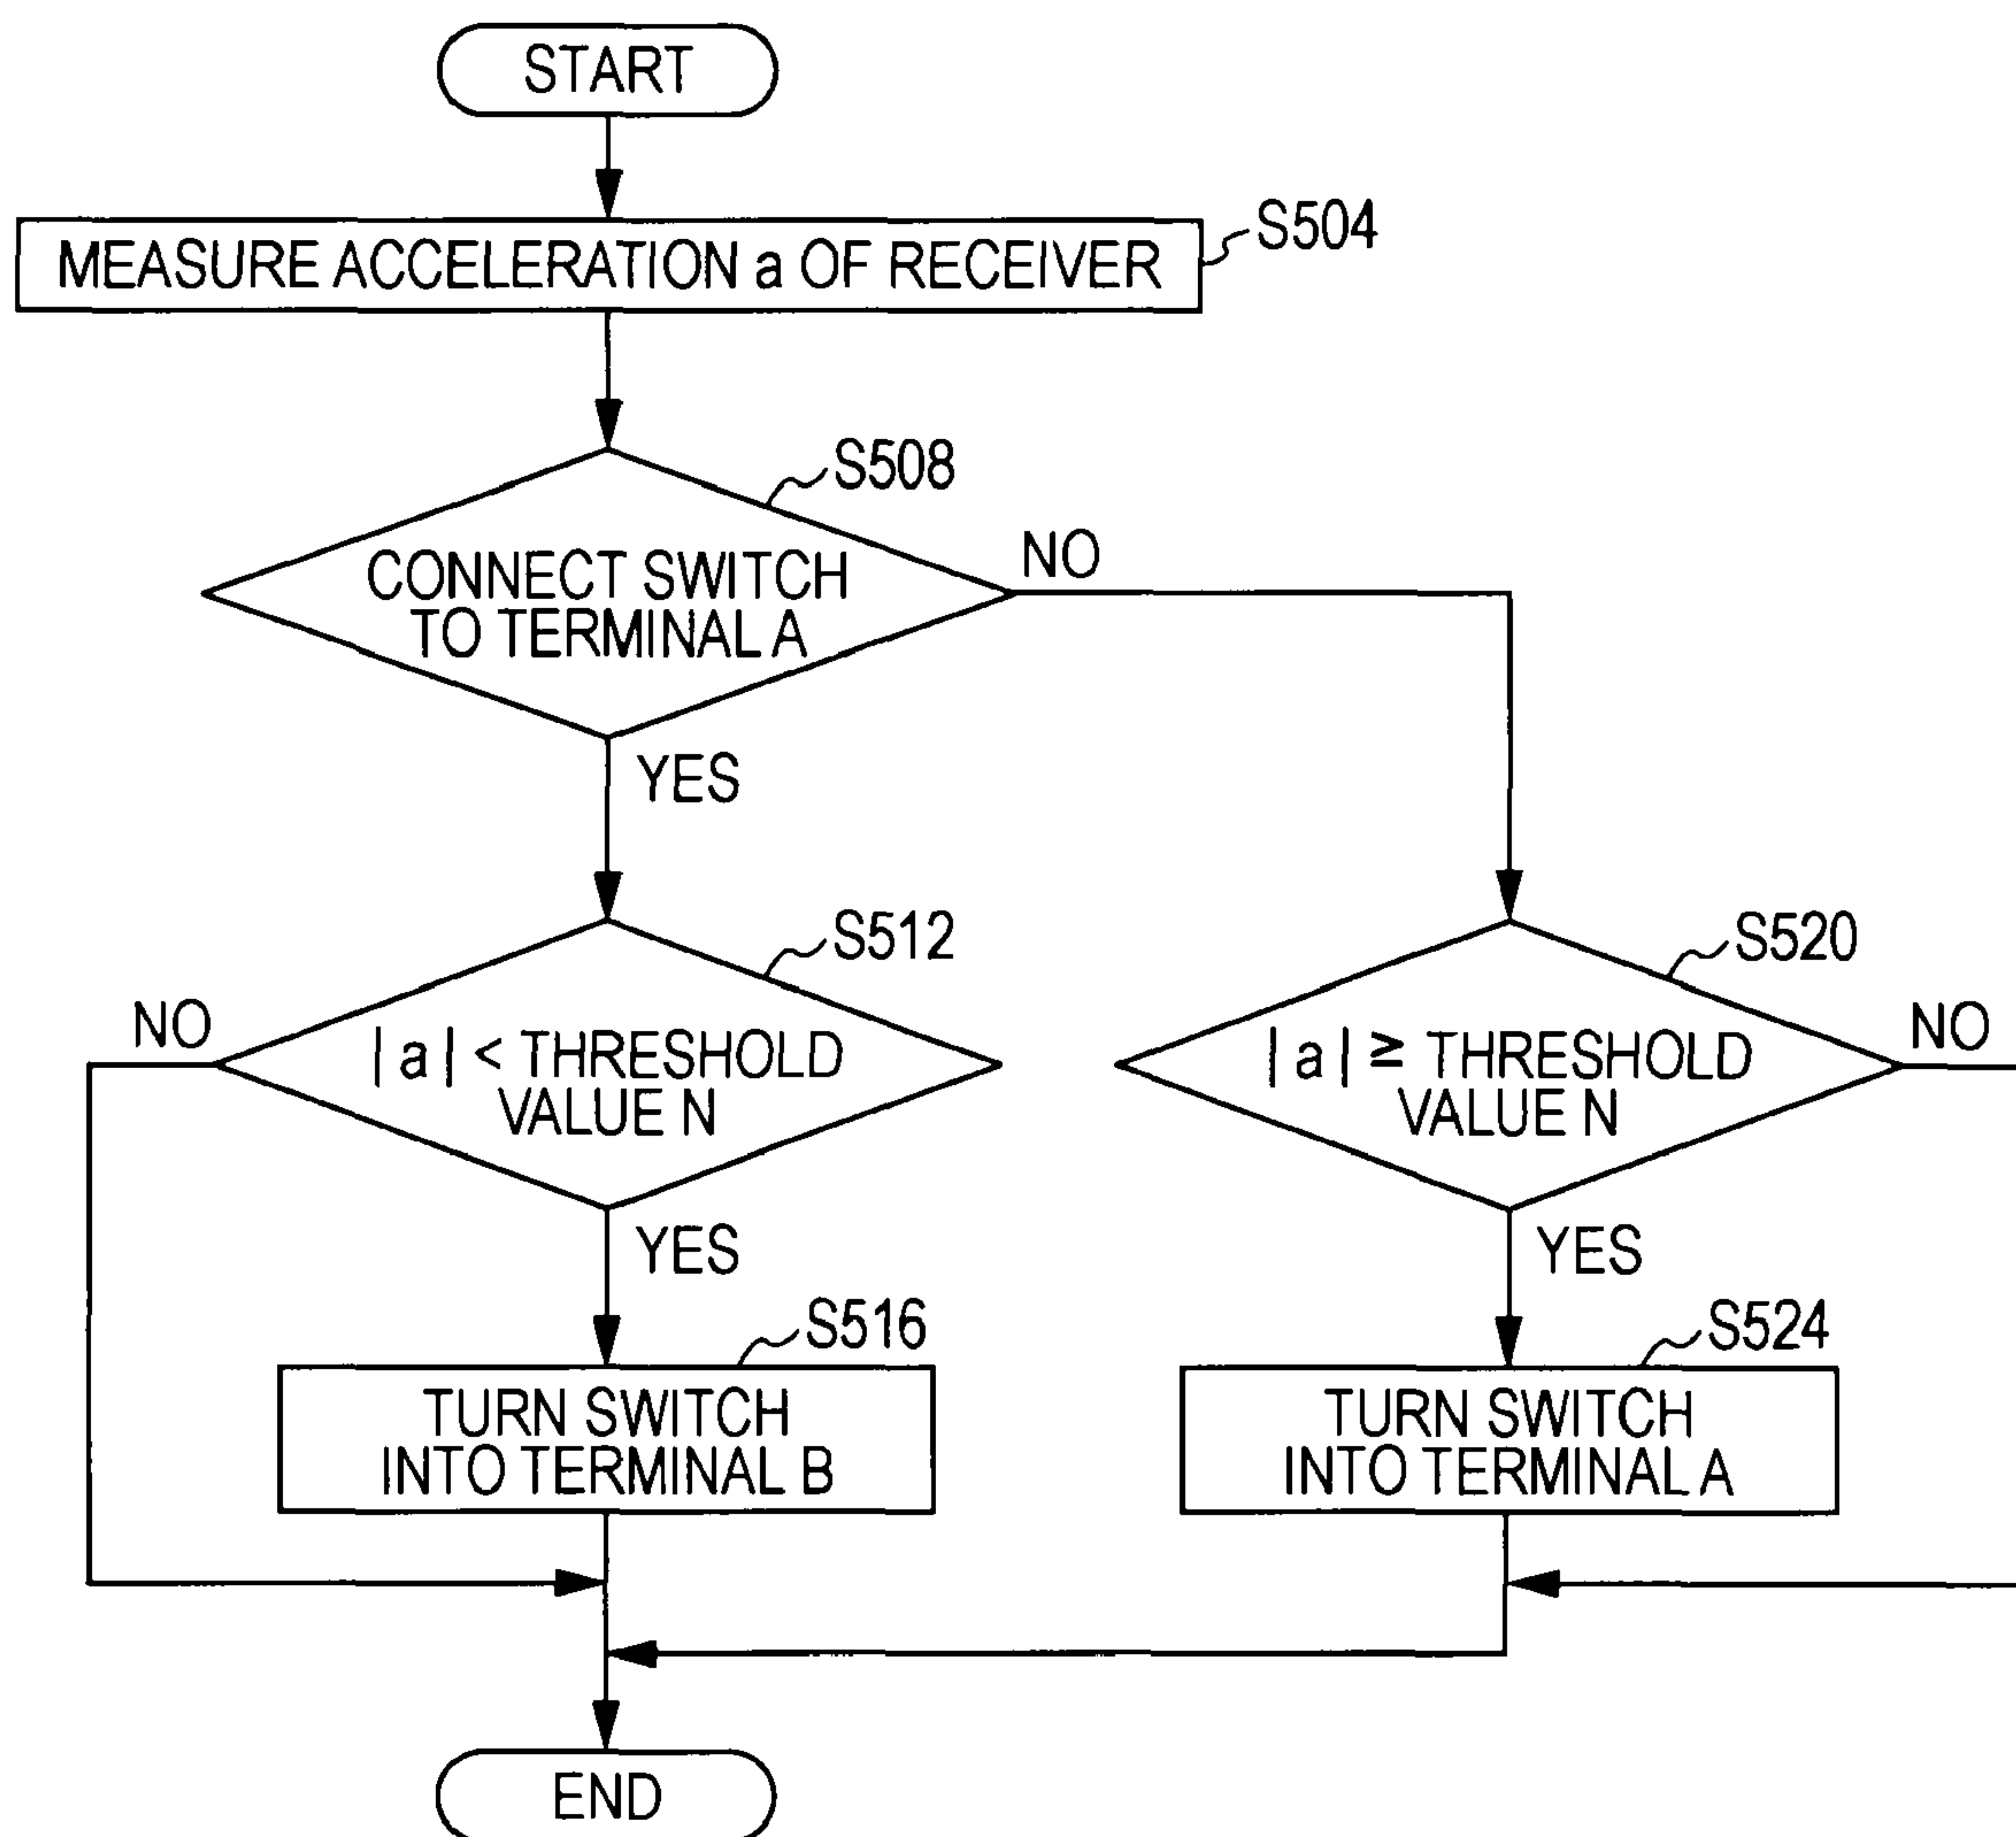 START
MEASURE ACCELERATION a OF RECEIVER
S504
S508
CONNECT SWITCH
TO TERMINAL A
NO
YES
S512
| a | < THRESHOLD
VALUE N
NO
YES
S520
| a | ≧ THRESHOLD
VALUE N
NO
YES
S516
TURN SWITCH
INTO TERMINAL B
S524
TURN SWITCH
INTO TERMINAL A
END